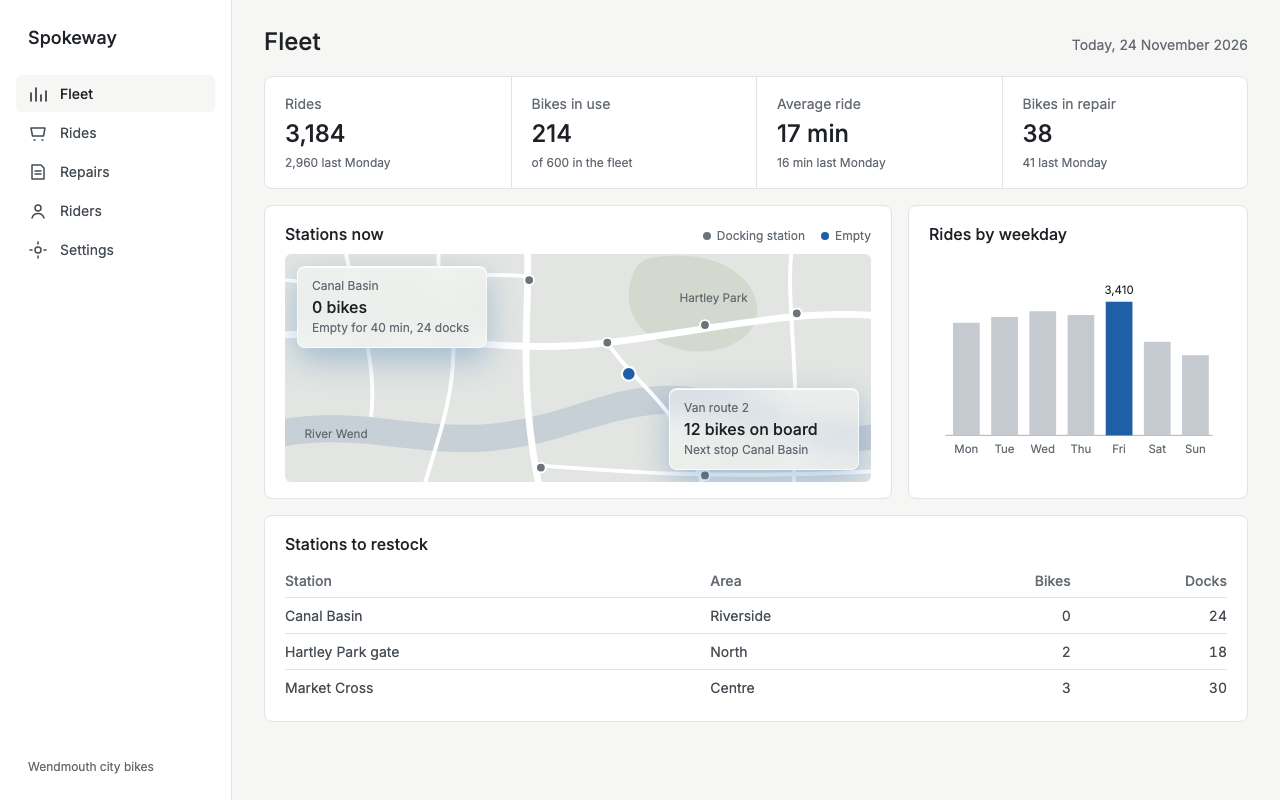 Spokeway
Fleet
Rides
Repairs
Riders
Settings
Wendmouth city bikes
Fleet
Today, 24 November 2026
Rides
3,184
2,960 last Monday
Bikes in use
214
of 600 in the fleet
Average ride
17 min
16 min last Monday
Bikes in repair
38
41 last Monday
Stations now
Docking station
Empty
Canal Basin
0 bikes
Empty for 40 min, 24 docks
Hartley Park
River Wend
Van route 2
12 bikes on board
Next stop Canal Basin
Rides by weekday
3,410
Mon Tue Wed Thu Fri Sat Sun
Stations to restock
Station Area Bikes Docks
Canal Basin Riverside 0 24
Hartley Park gate North 2 18
Market Cross Centre 3 30